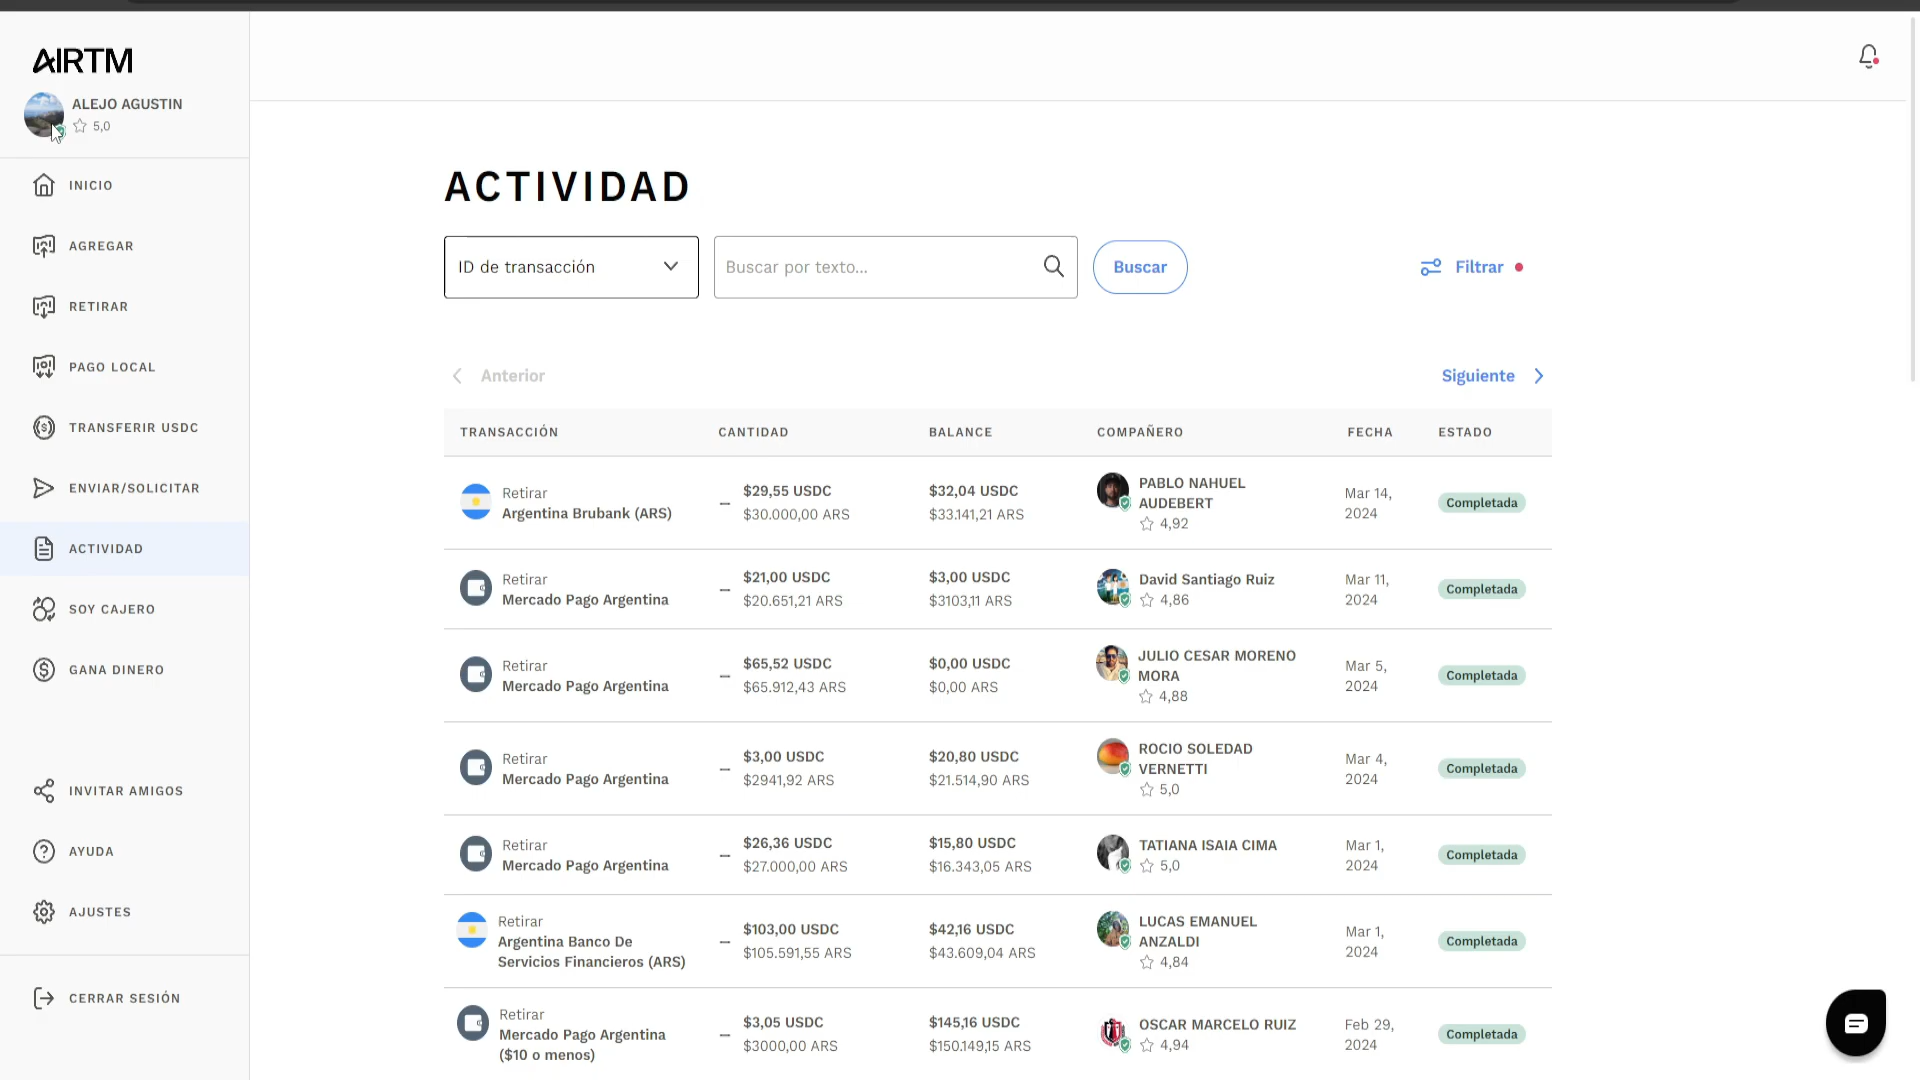 AIRTM
ALEJO AGUSTIN
5,0
INICIO
AGREGAR
RETIRAR
PAGO LOCAL
TRANSFERIR USDC
ENVIAR/SOLICITAR
ACTIVIDAD
SOY CAJERO
GANA DINERO
INVITAR AMIGOS
AYUDA
AJUSTES
CERRAR SESIÓN
ACTIVIDAD
ID de transacción
Buscar por texto...
Buscar
Filtrar
Anterior
Siguiente
TRANSACCIÓN CANTIDAD BALANCE COMPAÑERO FECHA ESTADO
Retirar
Argentina Brubank (ARS)
– $29,55 USDC
$30.000,00 ARS
$32,04 USDC
$33.141,21 ARS
PABLO NAHUEL
AUDEBERT
4,92
Mar 14,
2024
Completada
Retirar
Mercado Pago Argentina
– $21,00 USDC
$20.651,21 ARS
$3,00 USDC
$3103,11 ARS
David Santiago Ruiz
4,86
Mar 11,
2024
Completada
Retirar
Mercado Pago Argentina
– $65,52 USDC
$65.912,43 ARS
$0,00 USDC
$0,00 ARS
JULIO CESAR MORENO
MORA
4,88
Mar 5,
2024
Completada
Retirar
Mercado Pago Argentina
– $3,00 USDC
$2941,92 ARS
$20,80 USDC
$21.514,90 ARS
ROCIO SOLEDAD
VERNETTI
5,0
Mar 4,
2024
Completada
Retirar
Mercado Pago Argentina
– $26,36 USDC
$27.000,00 ARS
$15,80 USDC
$16.343,05 ARS
TATIANA ISAIA CIMA
5,0
Mar 1,
2024
Completada
Retirar
Argentina Banco De
Servicios Financieros (ARS)
– $103,00 USDC
$105.591,55 ARS
$42,16 USDC
$43.609,04 ARS
LUCAS EMANUEL
ANZALDI
4,84
Mar 1,
2024
Completada
Retirar
Mercado Pago Argentina
($10 o menos)
– $3,05 USDC
$3000,00 ARS
$145,16 USDC
$150.149,15 ARS
OSCAR MARCELO RUIZ
4,94
Feb 29,
2024
Completada